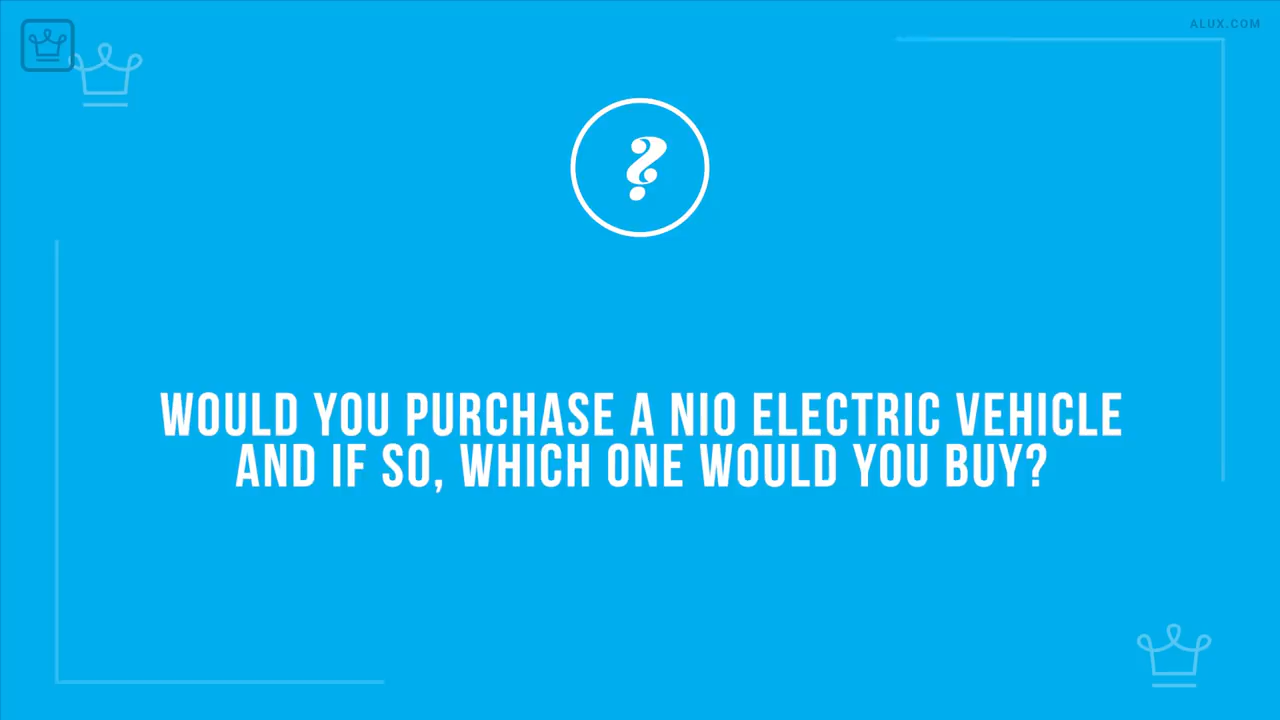 ALUX.COM
?
WOULD YOU PURCHASE A NIO ELECTRIC VEHICLE
AND IF SO, WHICH ONE WOULD YOU BUY?